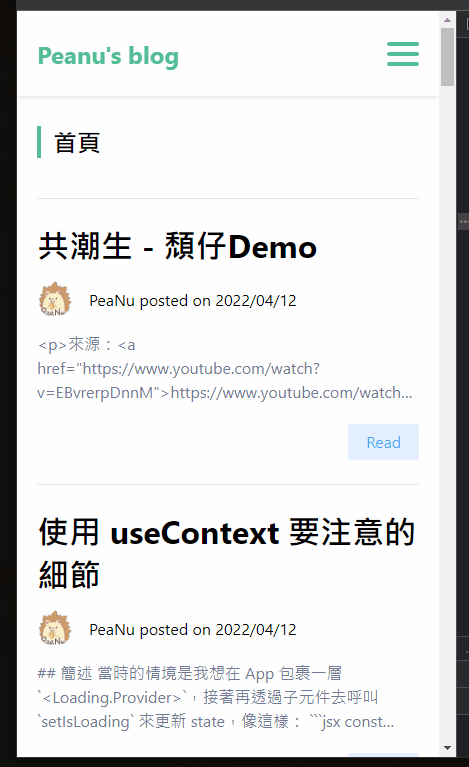 Peanu's blog
首頁
共潮生 - 頹仔Demo
PeaNu posted on 2022/04/12
<p>來源：<a
href="https://www.youtube.com/watch?
v=EBvrerpDnnM">https://www.youtube.com/watch...
Read
使用 useContext 要注意的
細節
PeaNu posted on 2022/04/12
## 簡述 當時的情境是我想在 App 包裹一層
`<Loading.Provider>`，接著再透過子元件去呼叫
`setIsLoading` 來更新 state，像這樣： ```jsx const...